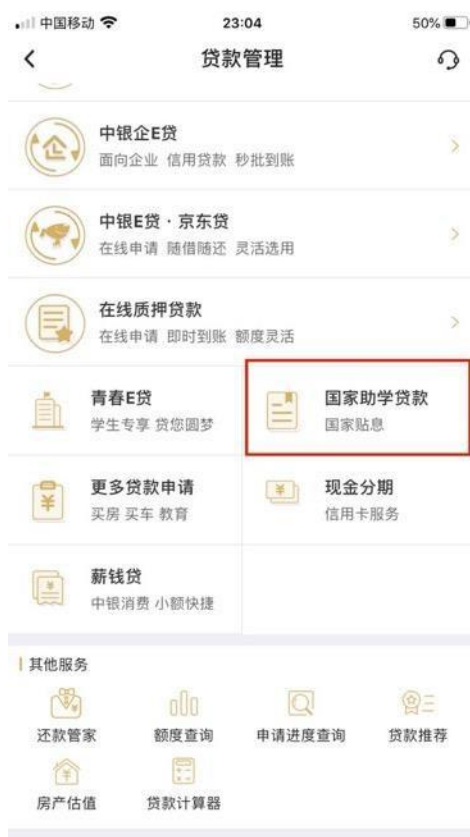 中国移动 23:04 50%
贷款管理
中银企E贷
面向企业 信用贷款 秒批到账
中银E贷·京东贷
在线申请 随借随还 灵活选用
在线质押贷款
在线申请 即时到账 额度灵活
青春E贷 国家助学贷款
学生专享 贷您圆梦 国家贴息
更多贷款申请 现金分期
买房 买车 教育 信用卡服务
薪钱贷
中银消费 小额快捷
其他服务
还款管家 额度查询 申请进度查询 贷款推荐
房产估值 贷款计算器